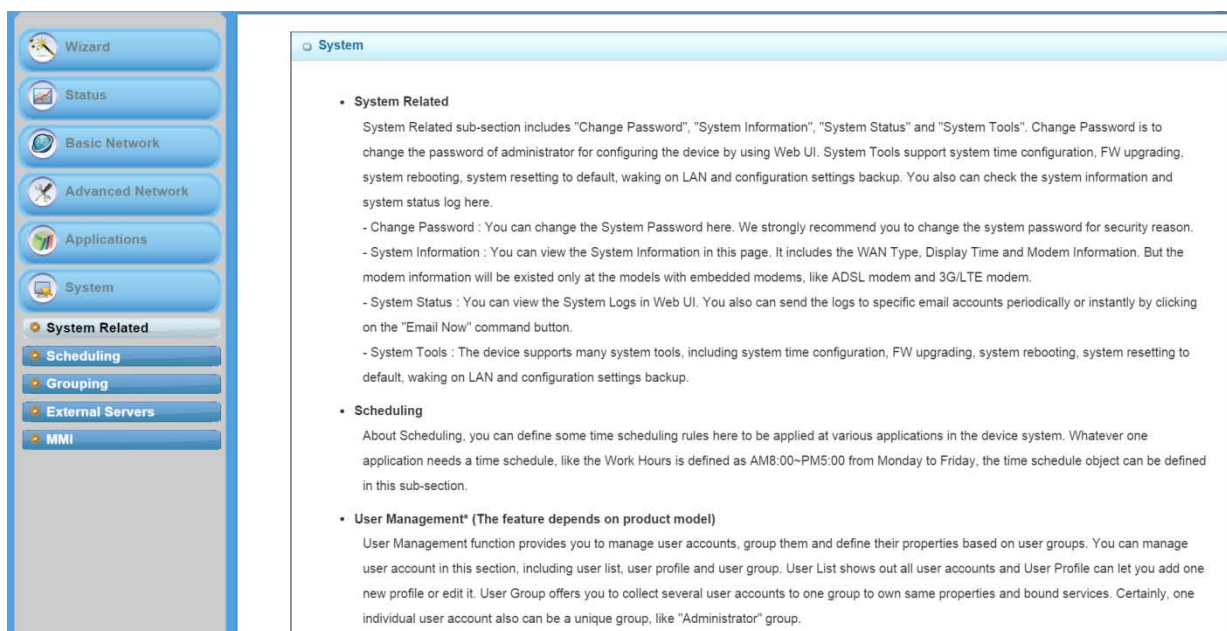 Wizard
Status
Basic Network
Advanced Network
Applications
System
System Related
Scheduling
Grouping
External Servers
MMI
System
• System Related
System Related sub-section includes "Change Password", "System Information", "System Status" and "System Tools". Change Password is to
change the password of administrator for configuring the device by using Web UI. System Tools support system time configuration, FW upgrading,
system rebooting, system resetting to default, waking on LAN and configuration settings backup. You also can check the system information and
system status log here.
- Change Password : You can change the System Password here. We strongly recommend you to change the system password for security reason.
- System Information : You can view the System Information in this page. It includes the WAN Type, Display Time and Modem Information. But the
modem information will be existed only at the models with embedded modems, like ADSL modem and 3G/LTE modem.
- System Status : You can view the System Logs in Web UI. You also can send the logs to specific email accounts periodically or instantly by clicking
on the "Email Now" command button.
- System Tools : The device supports many system tools, including system time configuration, FW upgrading, system rebooting, system resetting to
default, waking on LAN and configuration settings backup.
• Scheduling
About Scheduling, you can define some time scheduling rules here to be applied at various applications in the device system. Whatever one
application needs a time schedule, like the Work Hours is defined as AM8:00~PM5:00 from Monday to Friday, the time schedule object can be defined
in this sub-section.
• User Management* (The feature depends on product model)
User Management function provides you to manage user accounts, group them and define their properties based on user groups. You can manage
user account in this section, including user list, user profile and user group. User List shows out all user accounts and User Profile can let you add one
new profile or edit it. User Group offers you to collect several user accounts to one group to own same properties and bound services. Certainly, one
individual user account also can be a unique group, like "Administrator" group.